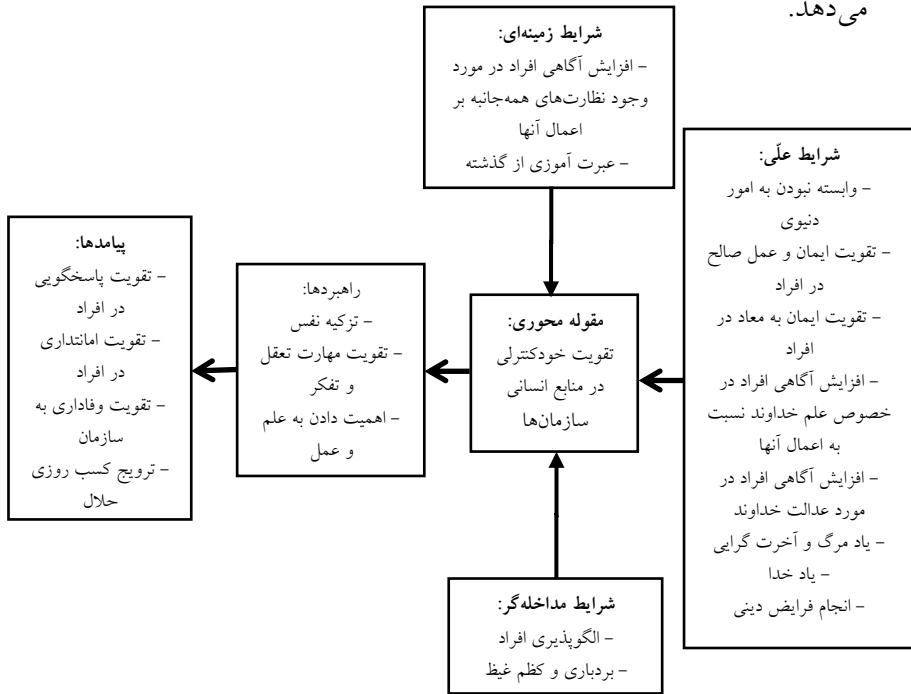 می‌دهد.
شرایط زمینه‌ای:
– افزایش آگاهی افراد در مورد
وجود نظارت‌های همه‌جانبه بر
اعمال آنها
– عبرت آموزی از گذشته
شرایط علّی:
– وابسته نبودن به امور
دنیوی
– تقویت ایمان و عمل صالح
در افراد
– تقویت ایمان به معاد در
افراد
– افزایش آگاهی افراد در
خصوص علم خداوند نسبت
به اعمال آنها
– افزایش آگاهی افراد در
مورد عدالت خداوند
– یاد مرگ و آخرت گرایی
– یاد خدا
– انجام فرایض دینی
مقوله محوری:
تقویت خودکنترلی
در منابع انسانی
سازمان‌ها
راهبردها:
– تزکیه نفس
– تقویت مهارت تعقل
و تفکر
– اهمیت دادن به علم
و عمل
پیامدها:
– تقویت پاسخگویی
در افراد
– تقویت امانتداری
در افراد
– تقویت وفاداری به
سازمان
– ترویج کسب روزی
حلال
شرایط مداخله‌گر:
– الگوپذیری افراد
– بردباری و کظم غیظ